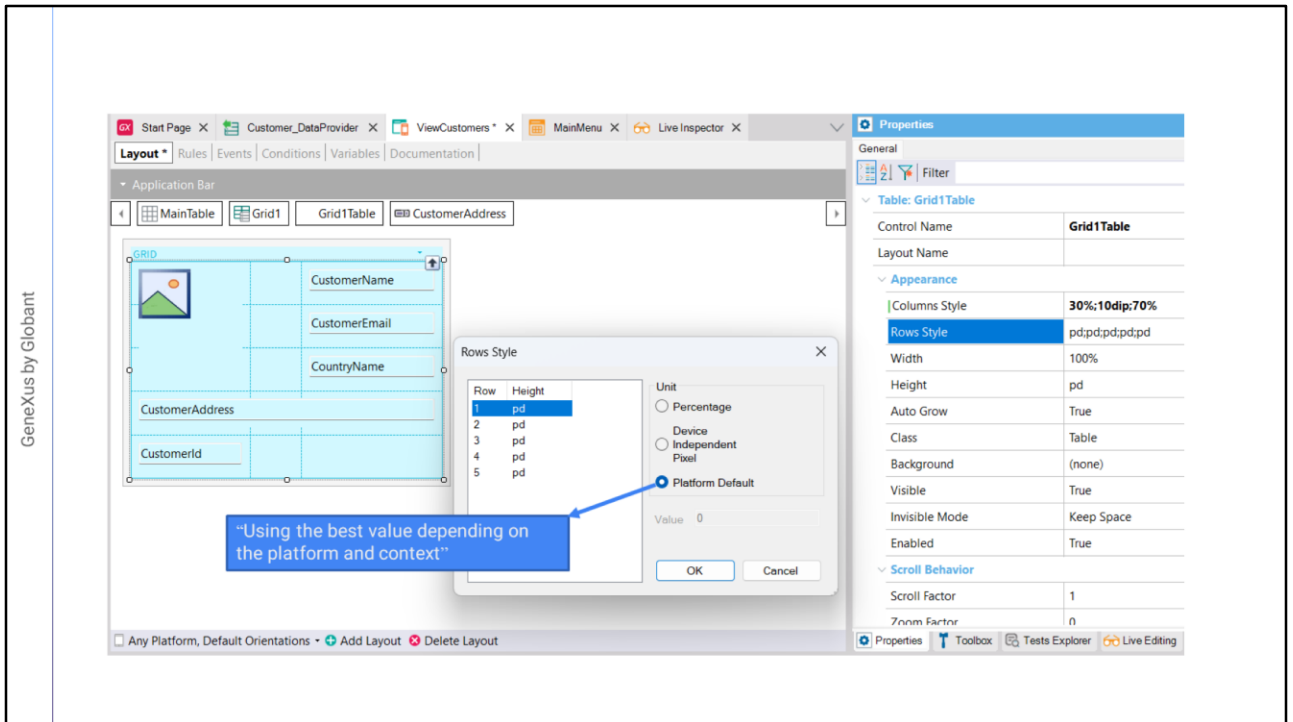 GeneXus by Globant
GX Start Page X Customer_DataProvider X ViewCustomers * X MainMenu X Live Inspector X
Layout * Rules Events Conditions Variables Documentation
Application Bar
MainTable Grid1 Grid1Table CustomerAddress
GRID
CustomerName
CustomerEmail
CountryName
CustomerAddress
CustomerId
Rows Style
Row Height
1 pd
2 pd
3 pd
4 pd
5 pd
Unit
Percentage
Device
Independent
Pixel
Platform Default
Value 0
OK Cancel
“Using the best value depending on
the platform and context”
Any Platform, Default Orientations Add Layout Delete Layout
Properties
General
Filter
Table: Grid1Table
Control Name Grid1Table
Layout Name
Appearance
Columns Style 30%;10dip;70%
Rows Style pd;pd;pd;pd;pd
Width 100%
Height pd
Auto Grow True
Class Table
Background (none)
Visible True
Invisible Mode Keep Space
Enabled True
Scroll Behavior
Scroll Factor 1
Zoom Factor 0
Properties Toolbox Tests Explorer Live Editing